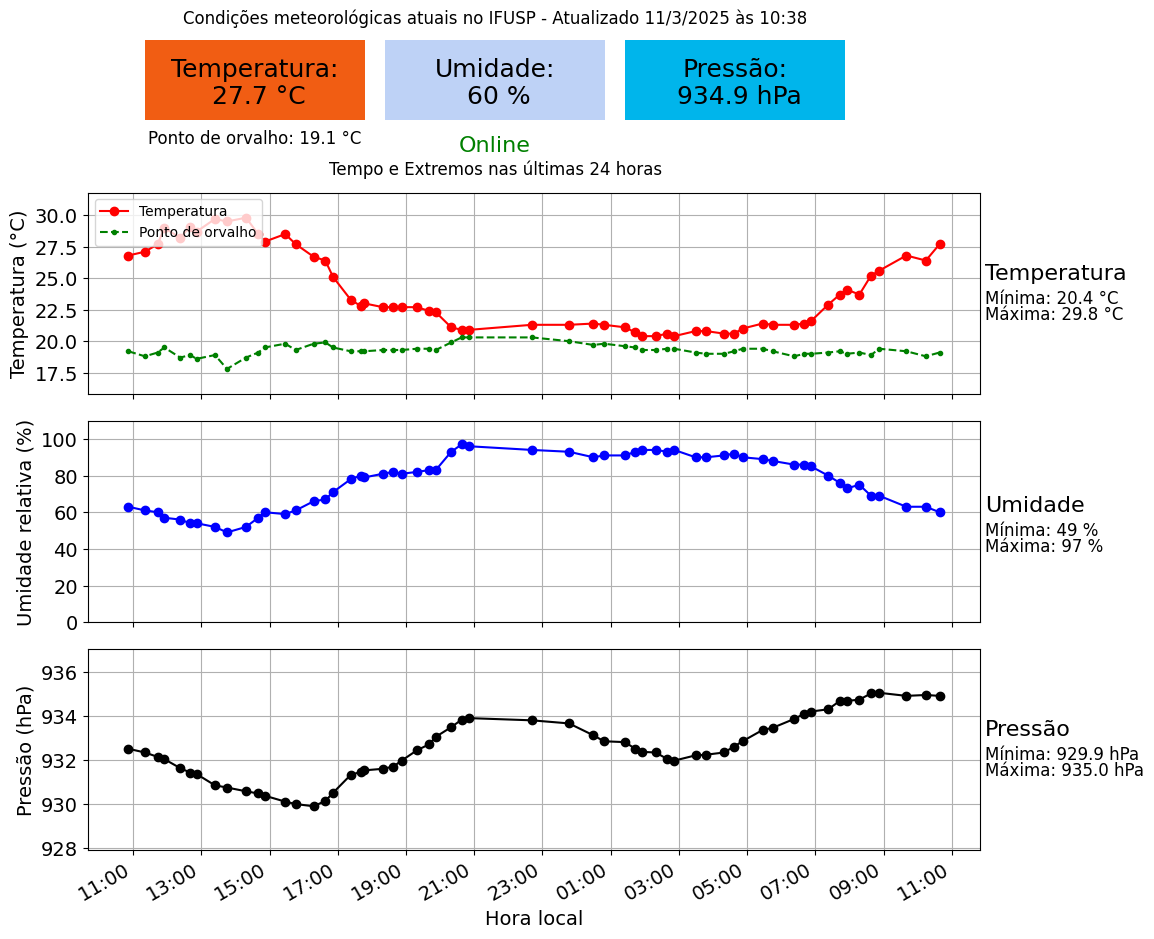 Condições meteorológicas atuais no IFUSP - Atualizado 11/3/2025 às 10:38
Temperatura:
27.7 °C
Umidade:
60 %
Pressão:
934.9 hPa
Ponto de orvalho: 19.1 °C
Online
Tempo e Extremos nas últimas 24 horas
Temperatura (°C)
30.0
27.5
25.0
22.5
20.0
17.5
Temperatura
Ponto de orvalho
Temperatura
Mínima: 20.4 °C
Máxima: 29.8 °C
Umidade relativa (%)
100
80
60
40
20
0
Umidade
Mínima: 49 %
Máxima: 97 %
Pressão (hPa)
936
934
932
930
928
Pressão
Mínima: 929.9 hPa
Máxima: 935.0 hPa
11:00 13:00 15:00 17:00 19:00 21:00 23:00 01:00 03:00 05:00 07:00 09:00 11:00
Hora local